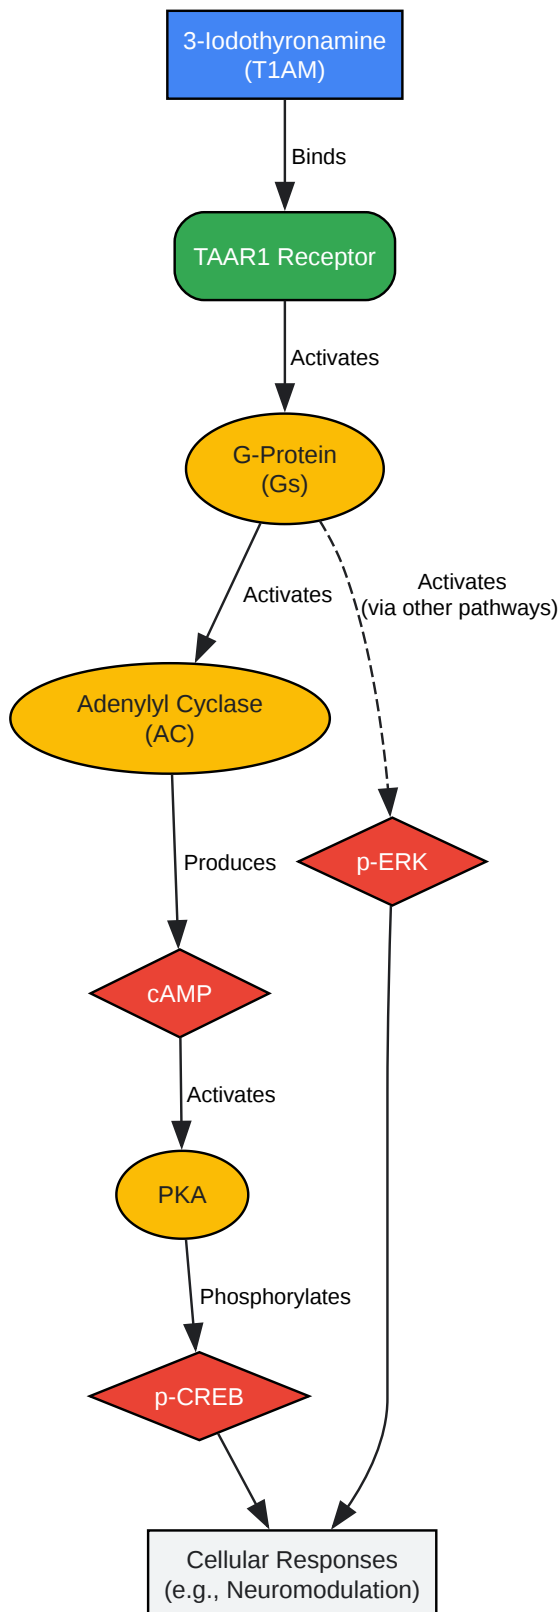 3-Iodothyronamine
(T1AM)
Binds
TAAR1 Receptor
Activates
G-Protein
(Gs)
Activates
Activates
(via other pathways)
Adenylyl Cyclase
(AC)
Produces
p-ERK
cAMP
Activates
PKA
Phosphorylates
p-CREB
Cellular Responses
(e.g., Neuromodulation)